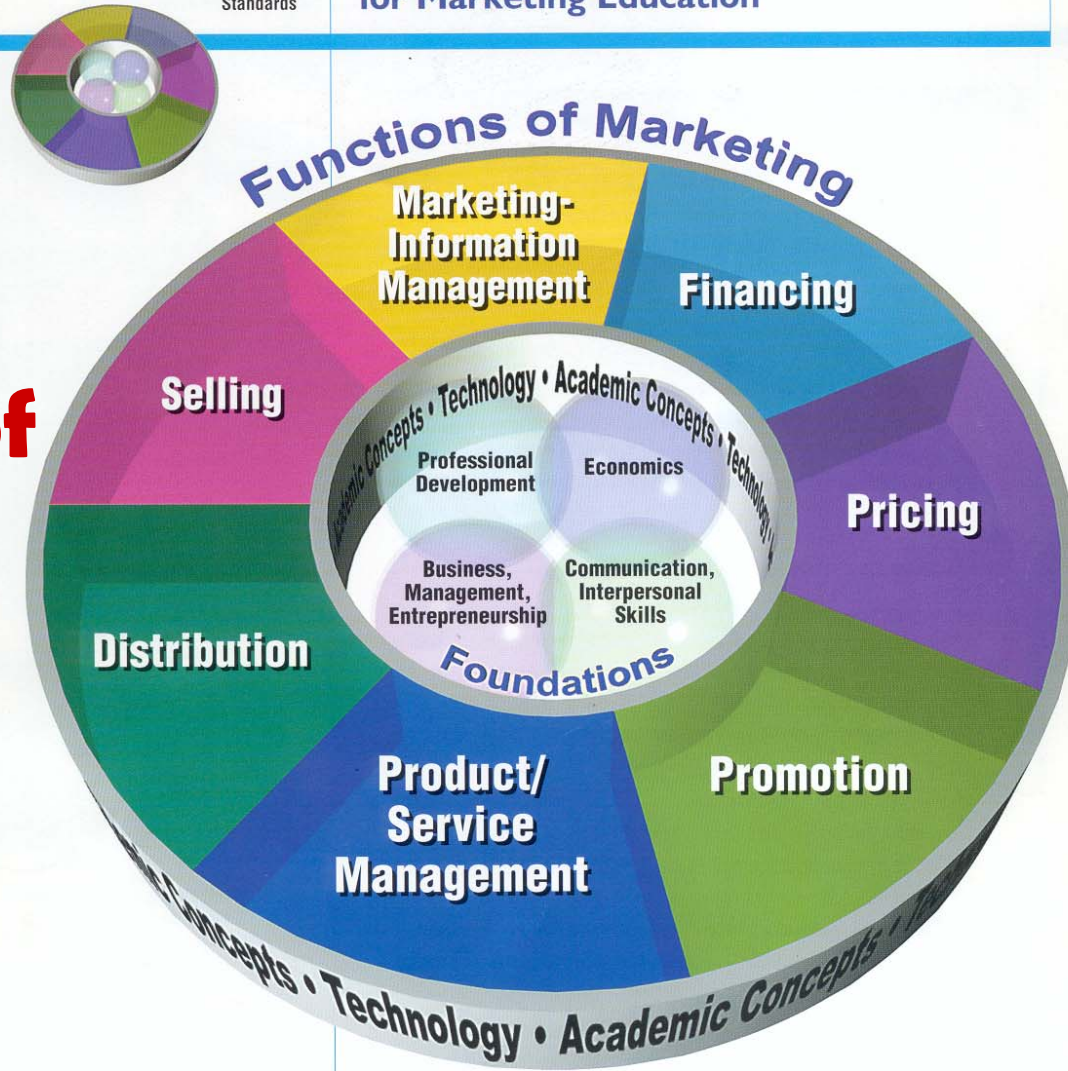 Standards
for Marketing Education
Functions of Marketing
of
Marketing-
Information
Management
Financing
Selling
Pricing
Academic Concepts • Technology • Academic Concepts • Technology •
Professional
Development
Economics
Business,
Management,
Entrepreneurship
Communication,
Interpersonal
Skills
Foundations
Distribution
Product/
Service
Management
Promotion
Concepts • Technology • Academic Concepts •